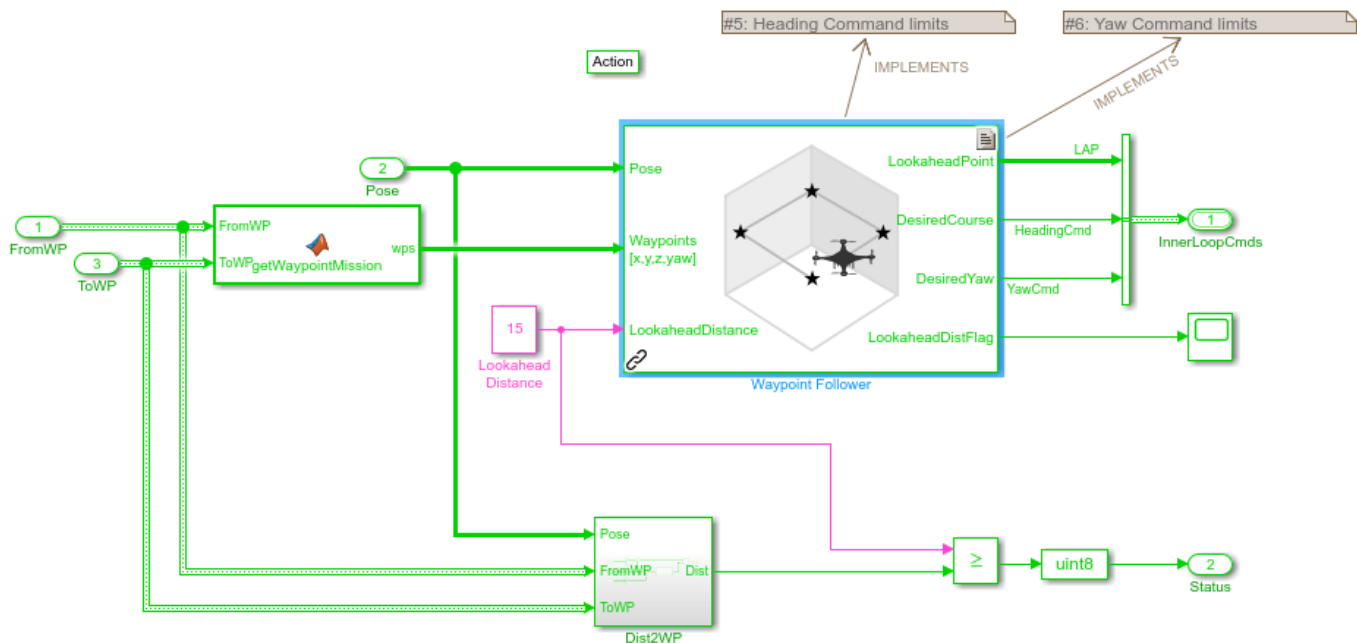 #5: Heading Command limits
#6: Yaw Command limits
Action
IMPLEMENTS
IMPLEMENTS
2
Pose
1
FromWP
3
ToWP
FromWP
ToWP
getWaypointMission
wps
Pose
Waypoints
[x,y,z,yaw]
LookaheadDistance
LookaheadPoint
DesiredCourse
DesiredYaw
LookaheadDistFlag
Waypoint Follower
15
Lookahead
Distance
LAP
HeadingCmd
YawCmd
1
InnerLoopCmds
Pose
FromWP
ToWP
Dist
Dist2WP
≥
uint8
2
Status